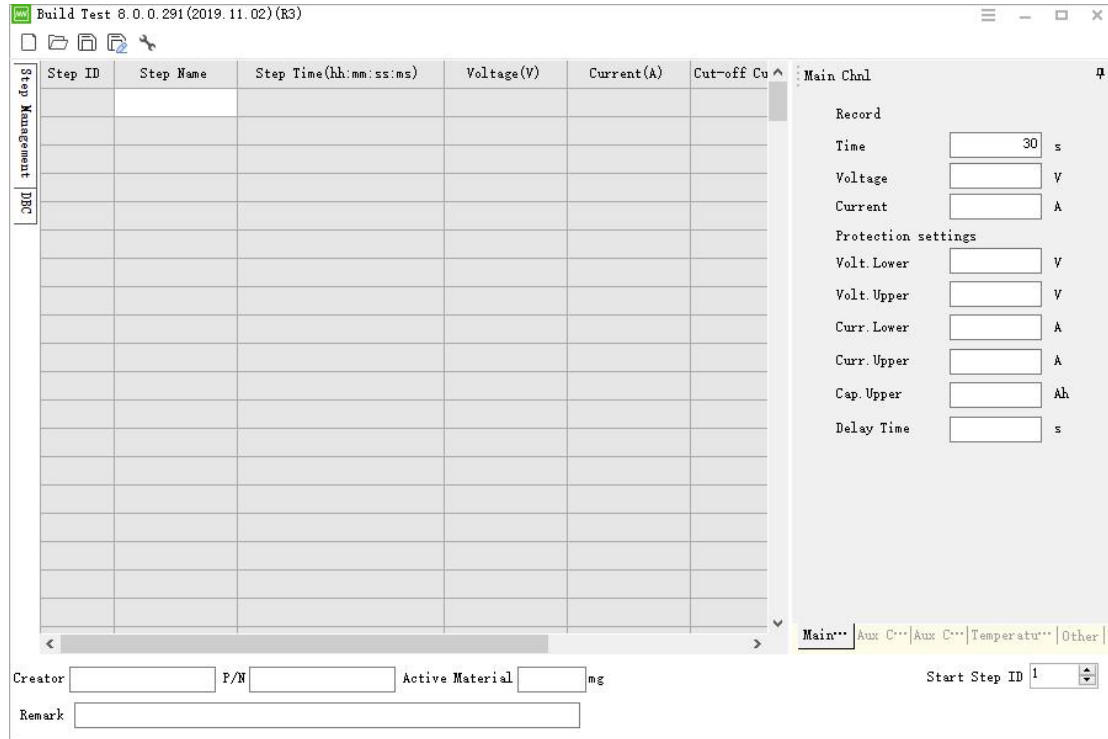 Build Test 8.0.0.291(2019.11.02)(R3)
Step ID Step Name Step Time(hh:mm:ss:ms) Voltage(V) Current(A) Cut-off Cu
Step Management
DBC
Main Chnl
Record
Time 30 s
Voltage V
Current A
Protection settings
Volt.Lower V
Volt.Upper V
Curr.Lower A
Curr.Upper A
Cap.Upper Ah
Delay Time s
Main··· Aux C··· Aux C··· Temperatu··· Other
Creator P/N Active Material mg Start Step ID 1
Remark